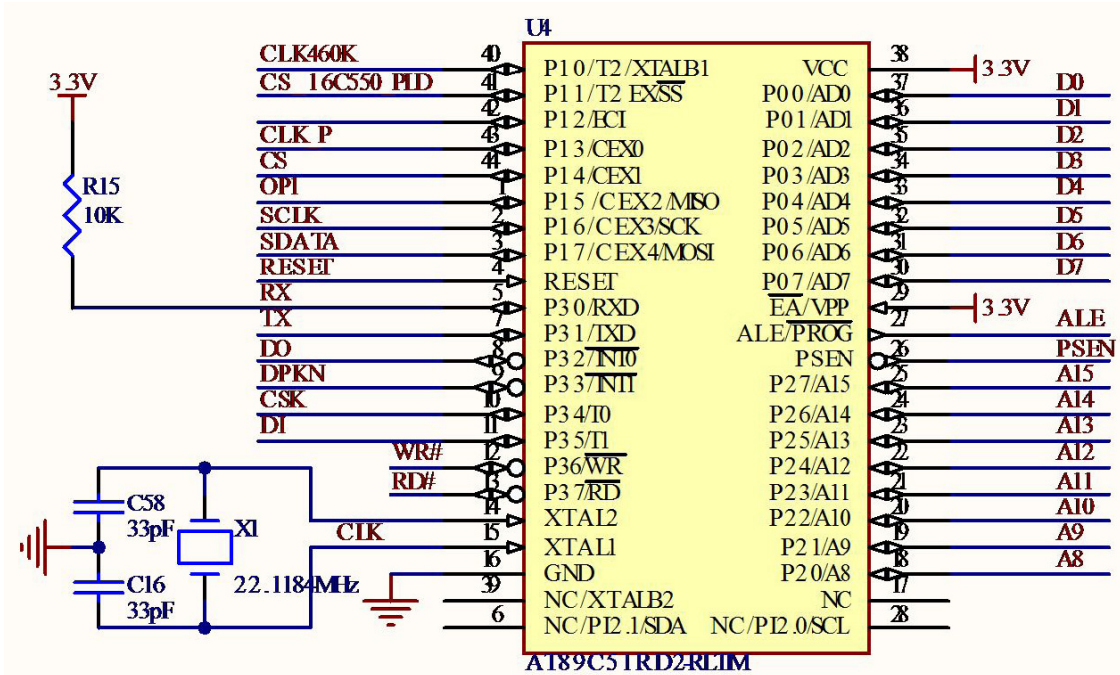 U4
CLK460K 40 P10/T2/XTALB1 VCC 38 3.3V
CS 16C550 PLD 41 P11/T2 EX/SS P00/AD0 37 D0
42 P12/ECI P01/AD1 36 D1
CLK P 43 P13/CEX0 P02/AD2 35 D2
CS 44 P14/CEX1 P03/AD3 34 D3
OP1 1 P15/CEX2/MISO P04/AD4 33 D4
SCLK 2 P16/CEX3/SCK P05/AD5 32 D5
SDATA 3 P17/CEX4/MOSI P06/AD6 31 D6
RESET 4 RESET P07/AD7 30 D7
RX 5 P30/RXD EA/VPP 29 3.3V
TX 7 P31/TXD ALE/PROG 27 ALE
DO 8 P32/INT0 PSEN 26 PSEN
DPKN 9 P33/INT1 P27/A15 25 A15
CSK 10 P34/T0 P26/A14 24 A14
DI 11 P35/T1 P25/A13 23 A13
WR# 12 P36/WR P24/A12 22 A12
RD# 13 P37/RD P23/A11 21 A11
14 XTAL2 P22/A10 20 A10
CLK 15 XTAL1 P21/A9 19 A9
16 GND P20/A8 18 A8
39 NC/XTALB2 NC 17
6 NC/PI2.1/SDA NC/PI2.0/SCL 28
AT89C51RD2-RLTIM
3.3V
R15
10K
C58
33pF
X1
C16
33pF
22.1184MHz